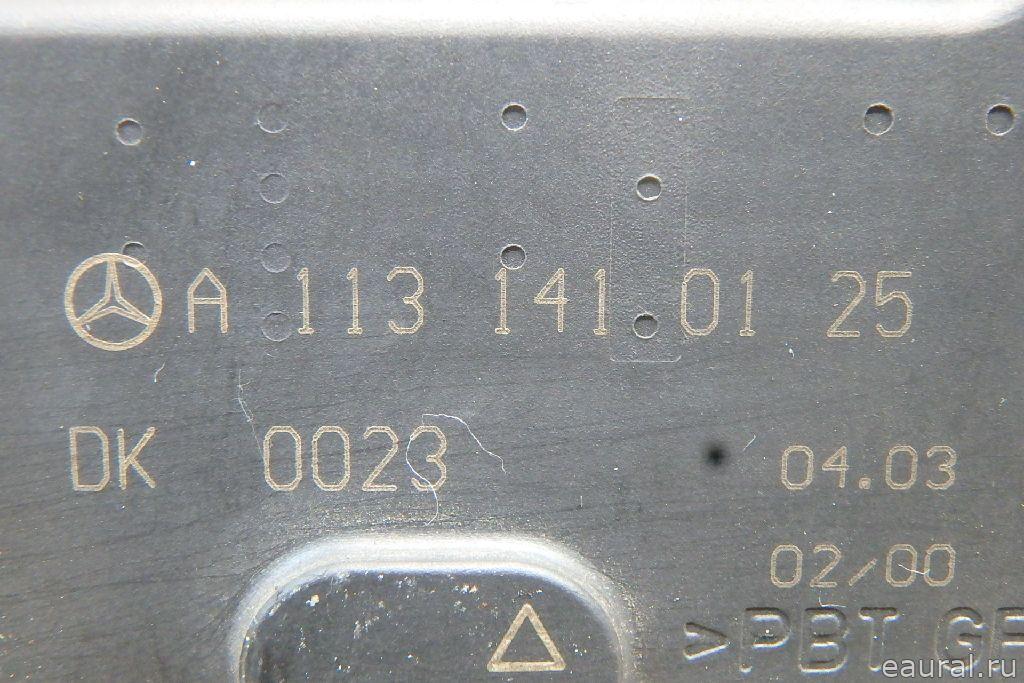 A 113 141 01 25
DK 0023 04.03
02/00
>PBT GF
eaural.ru